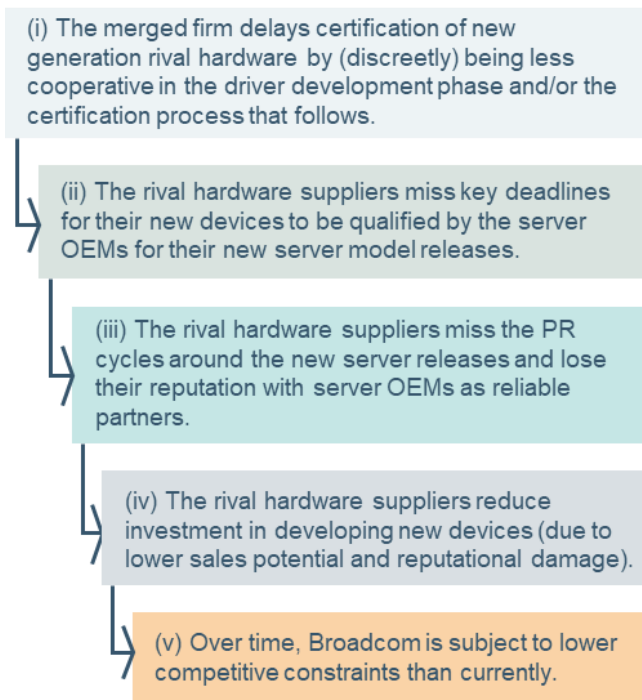 (i) The merged firm delays certification of new
generation rival hardware by (discreetly) being less
cooperative in the driver development phase and/or the
certification process that follows.
(ii) The rival hardware suppliers miss key deadlines
for their new devices to be qualified by the server
OEMs for their new server model releases.
(iii) The rival hardware suppliers miss the PR
cycles around the new server releases and lose
their reputation with server OEMs as reliable
partners.
(iv) The rival hardware suppliers reduce
investment in developing new devices (due to
lower sales potential and reputational damage).
(v) Over time, Broadcom is subject to lower
competitive constraints than currently.